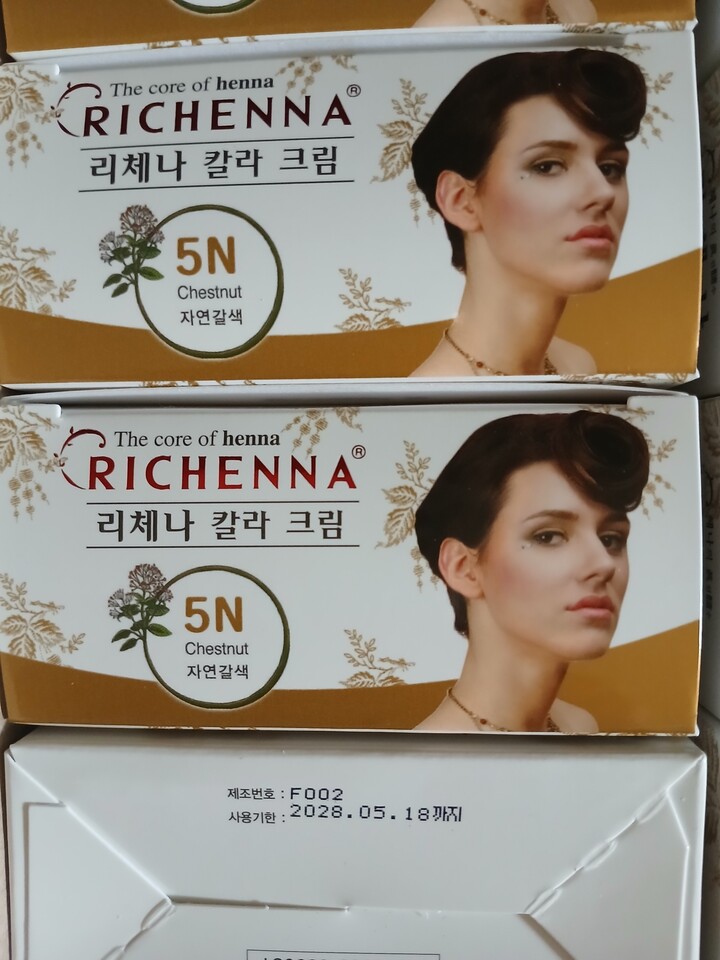 The core of henna
RICHENNA®
리체나 칼라 크림
5N
Chestnut
자연갈색
The core of henna
RICHENNA®
리체나 칼라 크림
5N
Chestnut
자연갈색
제조번호 : F002
사용기한 : 2028.05.18까지